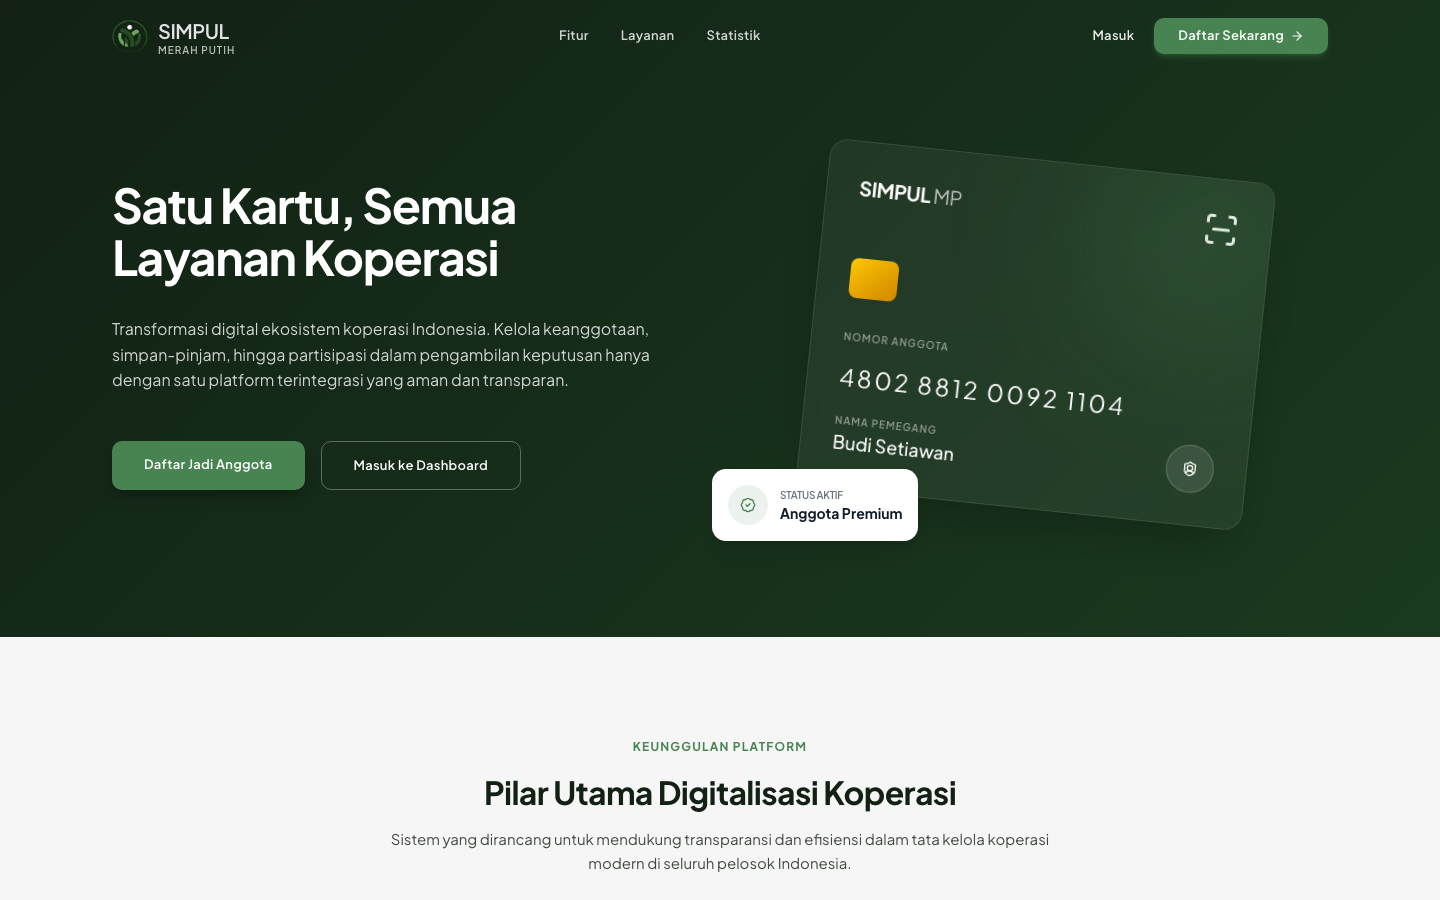 SIMPUL
MERAH PUTIH
Fitur
Layanan
Statistik
Masuk
Daftar Sekarang
Satu Kartu, Semua
Layanan Koperasi
Transformasi digital ekosistem koperasi Indonesia. Kelola keanggotaan,
simpan-pinjam, hingga partisipasi dalam pengambilan keputusan hanya
dengan satu platform terintegrasi yang aman dan transparan.
Daftar Jadi Anggota
Masuk ke Dashboard
SIMPUL MP
NOMOR ANGGOTA
4802 8812 0092 1104
NAMA PEMEGANG
Budi Setiawan
STATUS AKTIF
Anggota Premium
KEUNGGULAN PLATFORM
Pilar Utama Digitalisasi Koperasi
Sistem yang dirancang untuk mendukung transparansi dan efisiensi dalam tata kelola koperasi
modern di seluruh pelosok Indonesia.